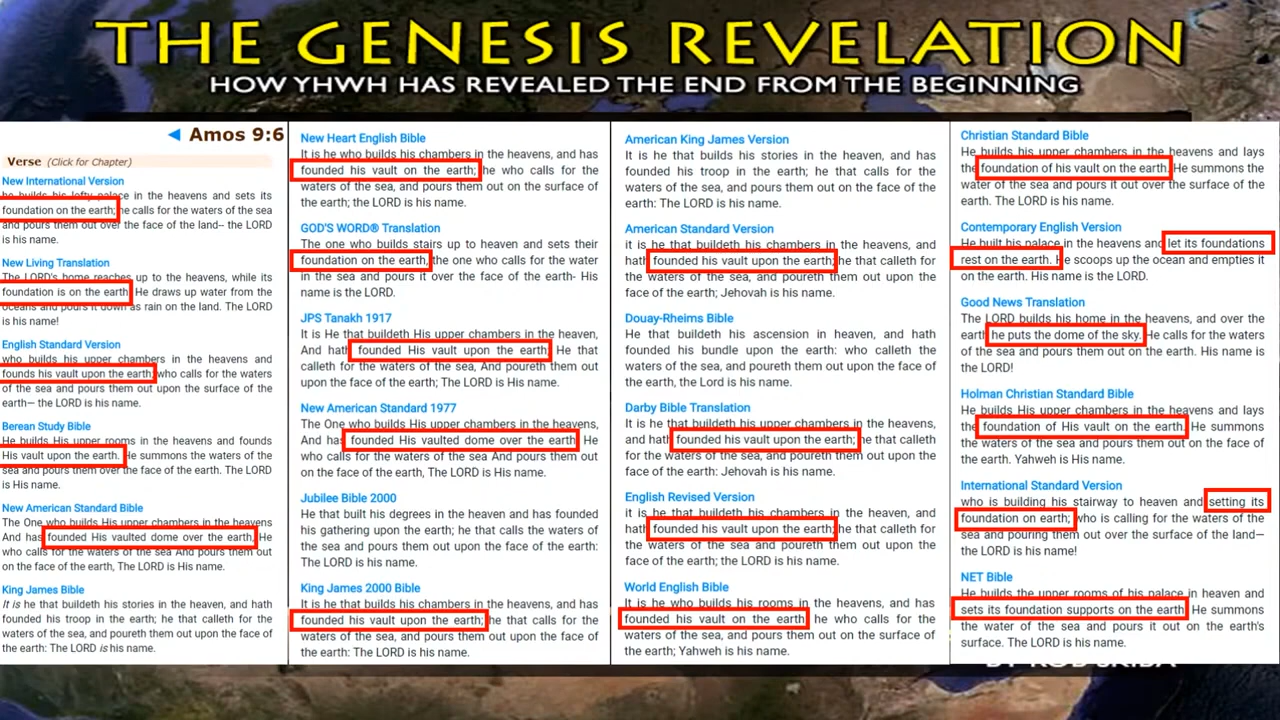 THE GENESIS REVELATION
HOW YHWH HAS REVEALED THE END FROM THE BEGINNING
◄ Amos 9:6
Verse (Click for Chapter)
New International Version
he builds his lofty palace in the heavens and sets its
foundation on the earth; he calls for the waters of the sea
and pours them out over the face of the land-- the LORD
is his name.
New Living Translation
The LORD's home reaches up to the heavens, while its
foundation is on the earth. He draws up water from the
oceans and pours it down as rain on the land. The LORD
is his name!
English Standard Version
who builds his upper chambers in the heavens and
founds his vault upon the earth; who calls for the waters
of the sea and pours them out upon the surface of the
earth— the LORD is his name.
Berean Study Bible
He builds His upper rooms in the heavens and founds
His vault upon the earth. He summons the waters of the
sea and pours them over the face of the earth. The LORD
is His name.
New American Standard Bible
The One who builds His upper chambers in the heavens
And has founded His vaulted dome over the earth, He
who calls for the waters of the sea And pours them out
on the face of the earth, The LORD is His name.
King James Bible
It is he that buildeth his stories in the heaven, and hath
founded his troop in the earth; he that calleth for the
waters of the sea, and poureth them out upon the face of
the earth: The LORD is his name.
New Heart English Bible
It is he who builds his chambers in the heavens, and has
founded his vault on the earth; he who calls for the
waters of the sea, and pours them out on the surface of
the earth; the LORD is his name.
GOD'S WORD® Translation
The one who builds stairs up to heaven and sets their
foundation on the earth, the one who calls for the water
in the sea and pours it over the face of the earth- His
name is the LORD.
JPS Tanakh 1917
It is He that buildeth His upper chambers in the heaven,
And hath founded His vault upon the earth; He that
calleth for the waters of the sea, And poureth them out
upon the face of the earth; The LORD is His name.
New American Standard 1977
The One who builds His upper chambers in the heavens,
And has founded His vaulted dome over the earth, He
who calls for the waters of the sea And pours them out
on the face of the earth, The LORD is His name.
Jubilee Bible 2000
He that built his degrees in the heaven and has founded
his gathering upon the earth; he that calls the waters of
the sea and pours them out upon the face of the earth:
The LORD is his name.
King James 2000 Bible
It is he that builds his chambers in the heavens, and has
founded his vault upon the earth; he that calls for the
waters of the sea, and pours them out upon the face of
the earth: The LORD is his name.
American King James Version
It is he that builds his stories in the heaven, and has
founded his troop in the earth; he that calls for the
waters of the sea, and pours them out on the face of the
earth: The LORD is his name.
American Standard Version
it is he that buildeth his chambers in the heavens, and
hath founded his vault upon the earth; he that calleth for
the waters of the sea, and poureth them out upon the
face of the earth; Jehovah is his name.
Douay-Rheims Bible
He that buildeth his ascension in heaven, and hath
founded his bundle upon the earth: who calleth the
waters of the sea, and poureth them out upon the face of
the earth, the Lord is his name.
Darby Bible Translation
It is he that buildeth his chambers in the heavens,
and hath founded his vault upon the earth; he that calleth
for the waters of the sea, and poureth them out upon the
face of the earth: Jehovah is his name.
English Revised Version
it is he that buildeth his chambers in the heaven, and
hath founded his vault upon the earth; he that calleth for
the waters of the sea, and poureth them out upon the
face of the earth; the LORD is his name.
World English Bible
It is he who builds his rooms in the heavens, and has
founded his vault on the earth; he who calls for the
waters of the sea, and pours them out on the surface of
the earth; Yahweh is his name.
Christian Standard Bible
He builds his upper chambers in the heavens and lays
the foundation of his vault on the earth. He summons the
water of the sea and pours it out over the surface of the
earth. The LORD is his name.
Contemporary English Version
He built his palace in the heavens and let its foundations
rest on the earth. He scoops up the ocean and empties it
on the earth. His name is the LORD.
Good News Translation
The LORD builds his home in the heavens, and over the
earth he puts the dome of the sky. He calls for the waters
of the sea and pours them out on the earth. His name is
the LORD!
Holman Christian Standard Bible
He builds His upper chambers in the heavens and lays
the foundation of His vault on the earth. He summons
the waters of the sea and pours them out on the face of
the earth. Yahweh is His name.
International Standard Version
who is building his stairway to heaven and setting its
foundation on earth; who is calling for the waters of the
sea and pouring them out over the surface of the land—
the LORD is his name!
NET Bible
He builds the upper rooms of his palace in heaven and
sets its foundation supports on the earth. He summons
the water of the sea and pours it out on the earth's
surface. The LORD is his name.